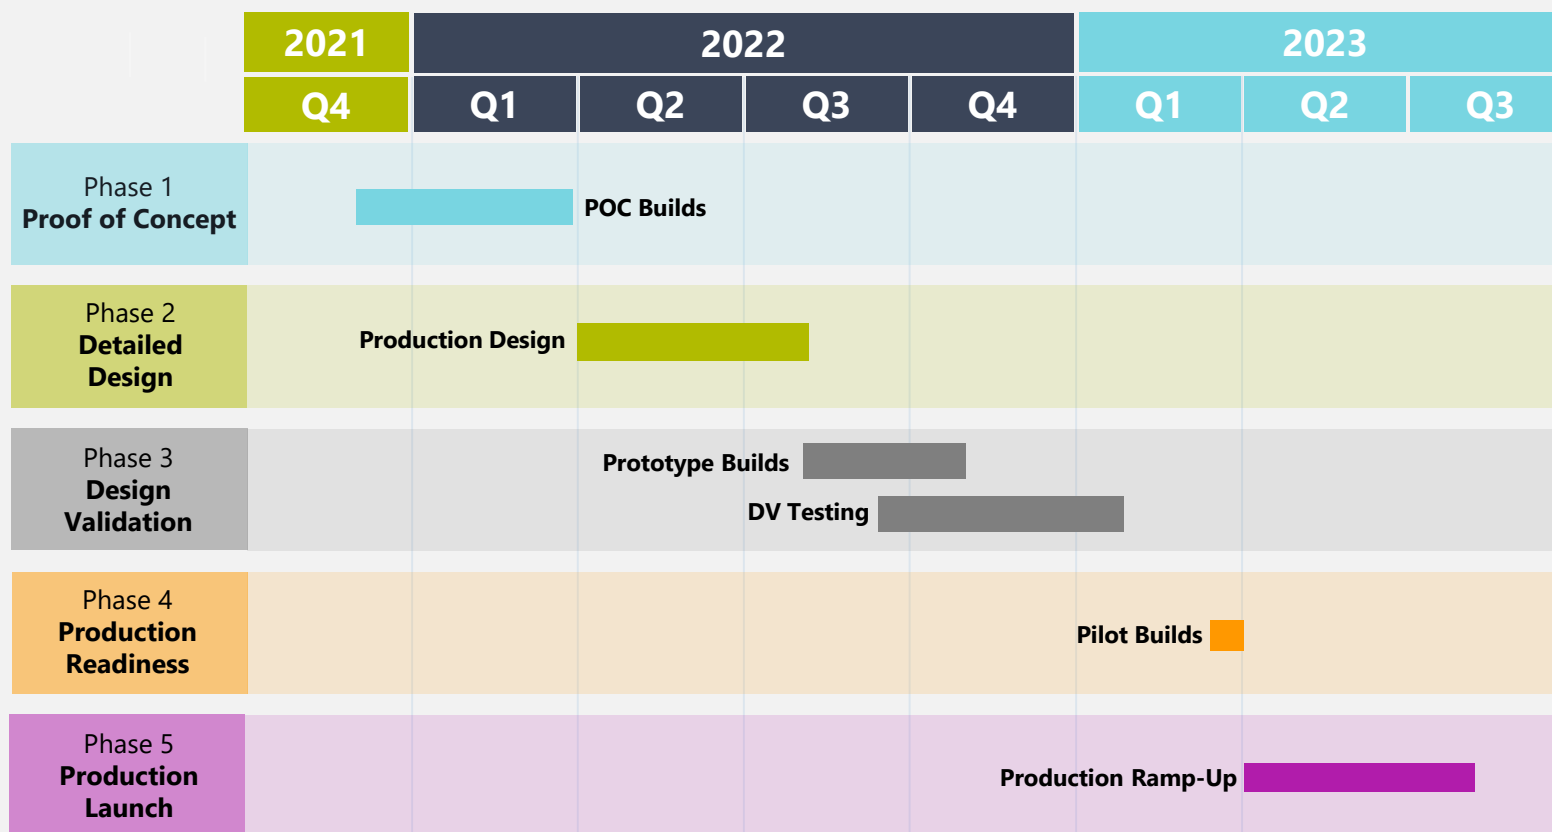 2021 2022 2023
Q4 Q1 Q2 Q3 Q4 Q1 Q2 Q3
Phase 1
Proof of Concept
POC Builds
Phase 2
Detailed
Design
Production Design
Phase 3
Design
Validation
Prototype Builds
DV Testing
Phase 4
Production
Readiness
Pilot Builds
Phase 5
Production
Launch
Production Ramp-Up